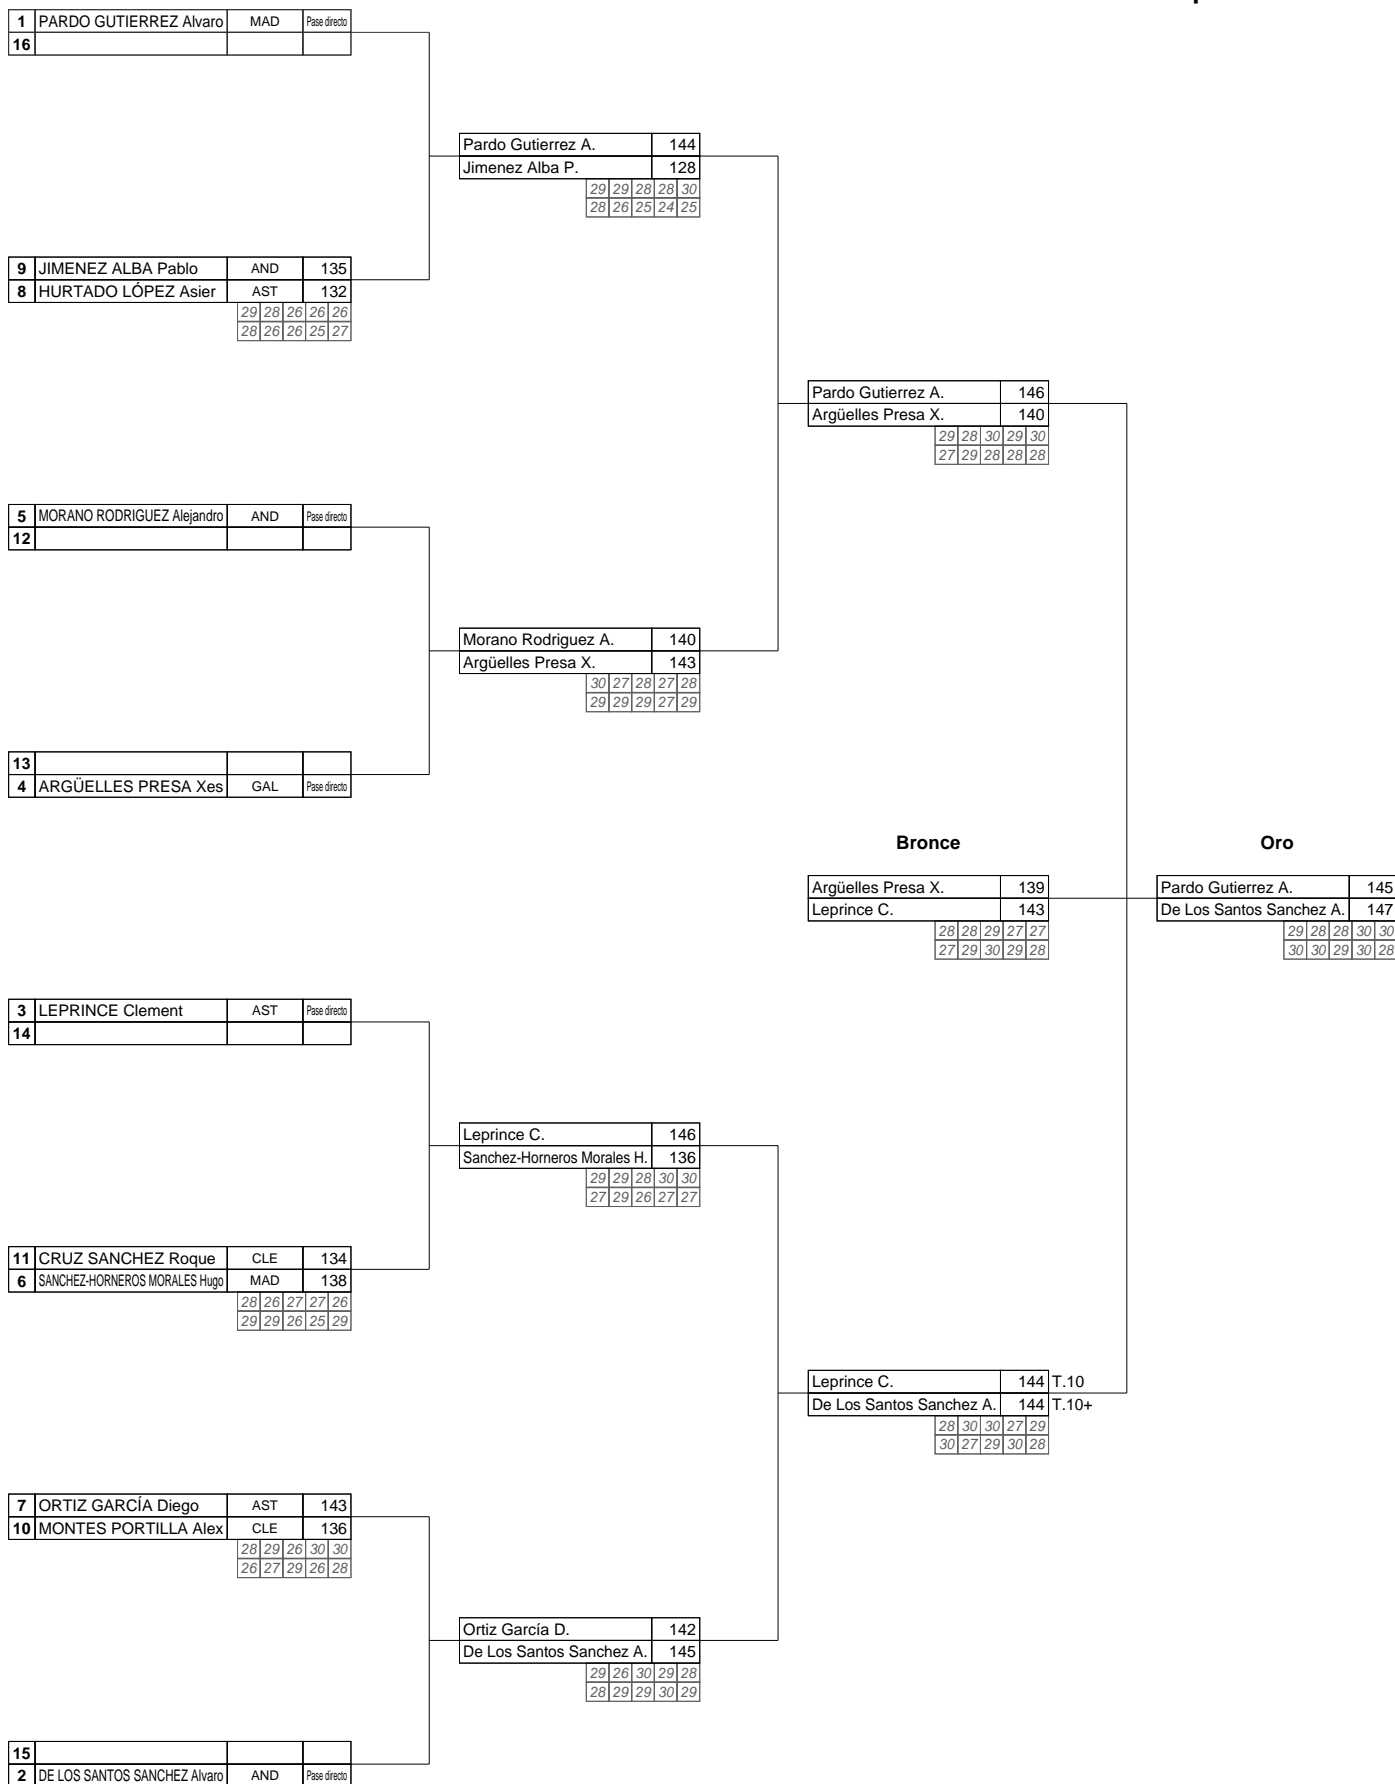 1 PARDO GUTIERREZ Alvaro MAD Pase directo
16
Pardo Gutierrez A. 144
Jimenez Alba P. 128
29 29 28 28 30
28 26 25 24 25
9 JIMENEZ ALBA Pablo AND 135
8 HURTADO LÓPEZ Asier AST 132
29 28 26 26 26
28 26 26 25 27
Pardo Gutierrez A. 146
Argüelles Presa X. 140
29 28 30 29 30
27 29 28 28 28
5 MORANO RODRIGUEZ Alejandro AND Pase directo
12
Morano Rodriguez A. 140
Argüelles Presa X. 143
30 27 28 27 28
29 29 29 27 29
13
4 ARGÜELLES PRESA Xes GAL Pase directo
Bronce Oro
Argüelles Presa X. 139 Pardo Gutierrez A. 145
Leprince C. 143 De Los Santos Sanchez A. 147
28 28 29 27 27 29 28 28 30 30
27 29 30 29 28 30 30 29 30 28
3 LEPRINCE Clement AST Pase directo
14
Leprince C. 146
Sanchez-Horneros Morales H. 136
29 29 28 30 30
27 29 26 27 27
11 CRUZ SANCHEZ Roque CLE 134
6 SANCHEZ-HORNEROS MORALES Hugo MAD 138
28 26 27 27 26
29 29 26 25 29
Leprince C. 144 T.10
De Los Santos Sanchez A. 144 T.10+
28 30 30 27 29
30 27 29 30 28
7 ORTIZ GARCÍA Diego AST 143
10 MONTES PORTILLA Alex CLE 136
28 29 26 30 30
26 27 29 26 28
Ortiz García D. 142
De Los Santos Sanchez A. 145
29 26 30 29 28
28 29 29 30 29
15
2 DE LOS SANTOS SANCHEZ Alvaro AND Pase directo